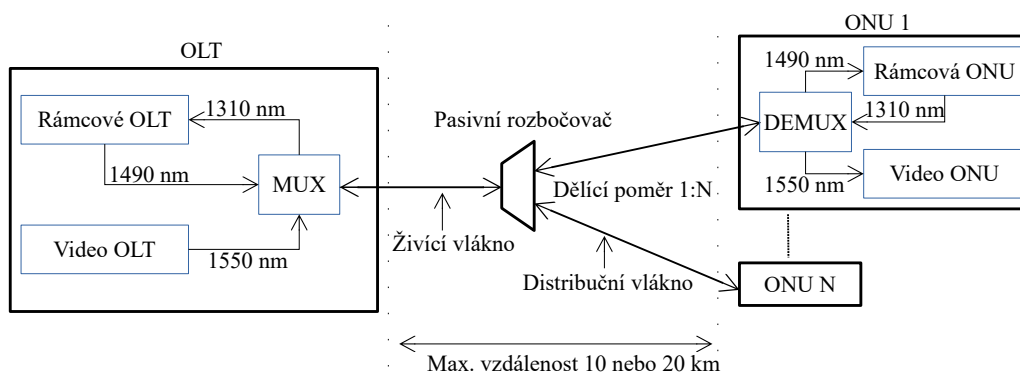 OLT
Rámcové OLT
1310 nm
1490 nm
MUX
Video OLT
1550 nm
Živící vlákno
Pasivní rozbočovač
Dělící poměr 1:N
Distribuční vlákno
Max. vzdálenost 10 nebo 20 km
ONU 1
1490 nm
Rámcová ONU
DEMUX
1310 nm
1550 nm
Video ONU
ONU N